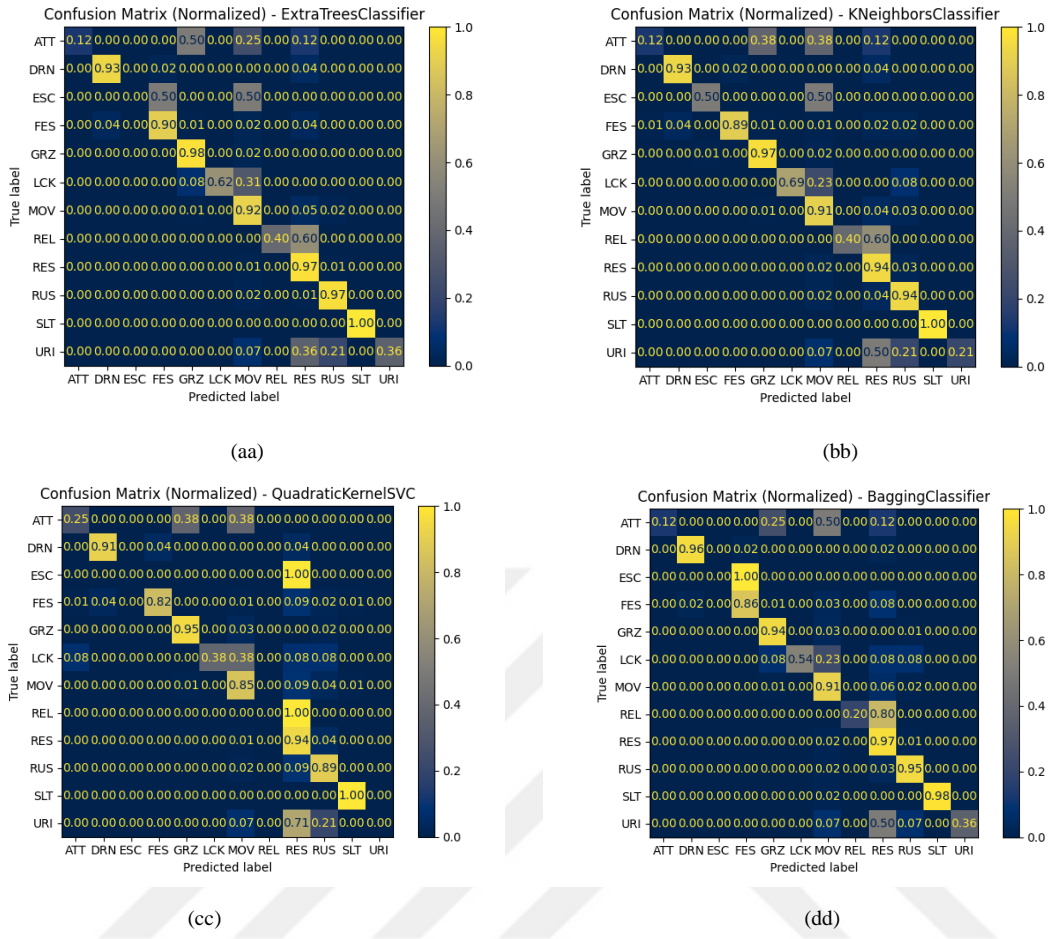 Confusion Matrix (Normalized) - ExtraTreesClassifier
ATT 0.12 0.00 0.00 0.00 0.50 0.00 0.25 0.00 0.12 0.00 0.00 0.00
DRN 0.00 0.93 0.00 0.02 0.00 0.00 0.00 0.00 0.04 0.00 0.00 0.00
ESC 0.00 0.00 0.00 0.50 0.00 0.00 0.50 0.00 0.00 0.00 0.00 0.00
FES 0.00 0.04 0.00 0.90 0.01 0.00 0.02 0.00 0.04 0.00 0.00 0.00
GRZ 0.00 0.00 0.00 0.00 0.98 0.00 0.02 0.00 0.00 0.00 0.00 0.00
LCK 0.00 0.00 0.00 0.00 0.08 0.62 0.31 0.00 0.00 0.00 0.00 0.00
MOV 0.00 0.00 0.00 0.00 0.01 0.00 0.92 0.00 0.05 0.02 0.00 0.00
REL 0.00 0.00 0.00 0.00 0.00 0.00 0.00 0.40 0.60 0.00 0.00 0.00
RES 0.00 0.00 0.00 0.00 0.00 0.00 0.01 0.00 0.97 0.01 0.00 0.00
RUS 0.00 0.00 0.00 0.00 0.00 0.00 0.02 0.00 0.01 0.97 0.00 0.00
SLT 0.00 0.00 0.00 0.00 0.00 0.00 0.00 0.00 0.00 0.00 1.00 0.00
URI 0.00 0.00 0.00 0.00 0.00 0.00 0.07 0.00 0.36 0.21 0.00 0.36
ATT DRN ESC FES GRZ LCK MOV REL RES RUS SLT URI
Predicted label
True label
1.0
0.8
0.6
0.4
0.2
0.0
(aa)
Confusion Matrix (Normalized) - KNeighborsClassifier
ATT 0.12 0.00 0.00 0.00 0.38 0.00 0.38 0.00 0.12 0.00 0.00 0.00
DRN 0.00 0.93 0.00 0.02 0.00 0.00 0.00 0.00 0.04 0.00 0.00 0.00
ESC 0.00 0.00 0.50 0.00 0.00 0.00 0.50 0.00 0.00 0.00 0.00 0.00
FES 0.01 0.04 0.00 0.89 0.01 0.00 0.01 0.00 0.02 0.02 0.00 0.00
GRZ 0.00 0.00 0.01 0.00 0.97 0.00 0.02 0.00 0.00 0.00 0.00 0.00
LCK 0.00 0.00 0.00 0.00 0.00 0.69 0.23 0.00 0.00 0.08 0.00 0.00
MOV 0.00 0.00 0.00 0.00 0.01 0.00 0.91 0.00 0.04 0.03 0.00 0.00
REL 0.00 0.00 0.00 0.00 0.00 0.00 0.00 0.40 0.60 0.00 0.00 0.00
RES 0.00 0.00 0.00 0.00 0.00 0.00 0.02 0.00 0.94 0.03 0.00 0.00
RUS 0.00 0.00 0.00 0.00 0.00 0.00 0.02 0.00 0.04 0.94 0.00 0.00
SLT 0.00 0.00 0.00 0.00 0.00 0.00 0.00 0.00 0.00 0.00 1.00 0.00
URI 0.00 0.00 0.00 0.00 0.00 0.00 0.07 0.00 0.50 0.21 0.00 0.21
ATT DRN ESC FES GRZ LCK MOV REL RES RUS SLT URI
Predicted label
True label
1.0
0.8
0.6
0.4
0.2
0.0
(bb)
Confusion Matrix (Normalized) - QuadraticKernelSVC
ATT 0.25 0.00 0.00 0.00 0.38 0.00 0.38 0.00 0.00 0.00 0.00 0.00
DRN 0.00 0.91 0.00 0.04 0.00 0.00 0.00 0.00 0.04 0.00 0.00 0.00
ESC 0.00 0.00 0.00 0.00 0.00 0.00 0.00 0.00 1.00 0.00 0.00 0.00
FES 0.01 0.04 0.00 0.82 0.00 0.00 0.01 0.00 0.09 0.02 0.01 0.00
GRZ 0.00 0.00 0.00 0.00 0.95 0.00 0.03 0.00 0.00 0.02 0.00 0.00
LCK 0.00 0.00 0.00 0.00 0.38 0.38 0.00 0.08 0.08 0.00 0.00
MOV 0.00 0.00 0.00 0.00 0.01 0.00 0.85 0.00 0.09 0.04 0.01 0.00
REL 0.00 0.00 0.00 0.00 0.00 0.00 0.00 0.00 1.00 0.00 0.00 0.00
RES 0.00 0.00 0.00 0.00 0.00 0.00 0.01 0.00 0.94 0.04 0.00 0.00
RUS 0.00 0.00 0.00 0.00 0.00 0.00 0.02 0.00 0.09 0.89 0.00 0.00
SLT 0.00 0.00 0.00 0.00 0.00 0.00 0.00 0.00 0.00 0.00 1.00 0.00
URI 0.00 0.00 0.00 0.00 0.00 0.00 0.07 0.00 0.71 0.21 0.00 0.00
ATT DRN ESC FES GRZ LCK MOV REL RES RUS SLT URI
Predicted label
True label
1.0
0.8
0.6
0.4
0.2
0.0
(cc)
Confusion Matrix (Normalized) - BaggingClassifier
ATT 0.12 0.00 0.00 0.00 0.25 0.00 0.50 0.00 0.12 0.00 0.00 0.00
DRN 0.00 0.96 0.00 0.02 0.00 0.00 0.00 0.00 0.02 0.00 0.00 0.00
ESC 0.00 0.00 0.00 1.00 0.00 0.00 0.00 0.00 0.00 0.00 0.00 0.00
FES 0.00 0.02 0.00 0.86 0.01 0.00 0.03 0.00 0.08 0.00 0.00 0.00
GRZ 0.00 0.00 0.00 0.00 0.94 0.00 0.03 0.00 0.01 0.01 0.00 0.00
LCK 0.00 0.00 0.00 0.00 0.08 0.54 0.23 0.00 0.08 0.08 0.00 0.00
MOV 0.00 0.00 0.00 0.00 0.01 0.00 0.91 0.00 0.06 0.02 0.00 0.00
REL 0.00 0.00 0.00 0.00 0.00 0.00 0.00 0.20 0.80 0.00 0.00 0.00
RES 0.00 0.00 0.00 0.00 0.00 0.00 0.02 0.00 0.97 0.01 0.00 0.00
RUS 0.00 0.00 0.00 0.00 0.00 0.00 0.02 0.00 0.03 0.95 0.00 0.00
SLT 0.00 0.00 0.00 0.00 0.00 0.00 0.02 0.00 0.00 0.00 0.98 0.00
URI 0.00 0.00 0.00 0.00 0.00 0.00 0.07 0.00 0.50 0.07 0.00 0.36
ATT DRN ESC FES GRZ LCK MOV REL RES RUS SLT URI
Predicted label
True label
1.0
0.8
0.6
0.4
0.2
0.0
(dd)